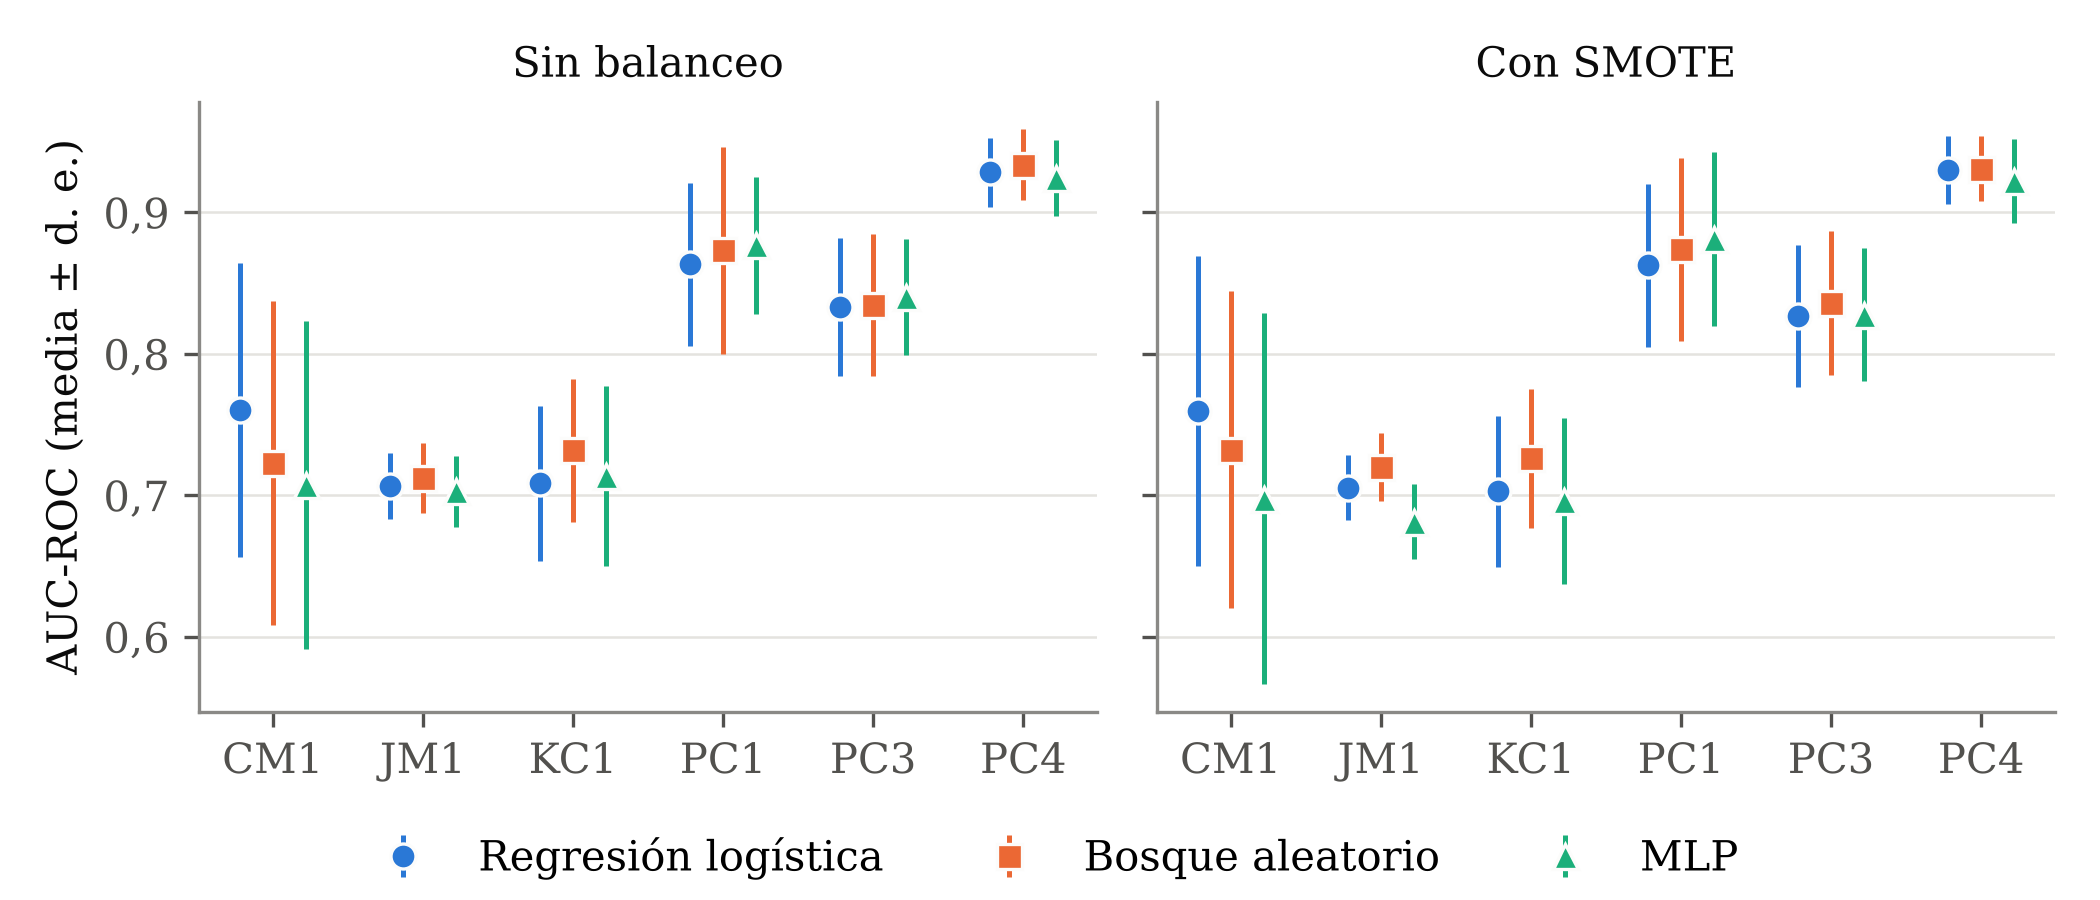 Sin balanceo
Con SMOTE
AUC-ROC (media ± d. e.)
0,9
0,8
0,7
0,6
CM1 JM1 KC1 PC1 PC3 PC4
CM1 JM1 KC1 PC1 PC3 PC4
Regresión logística Bosque aleatorio MLP